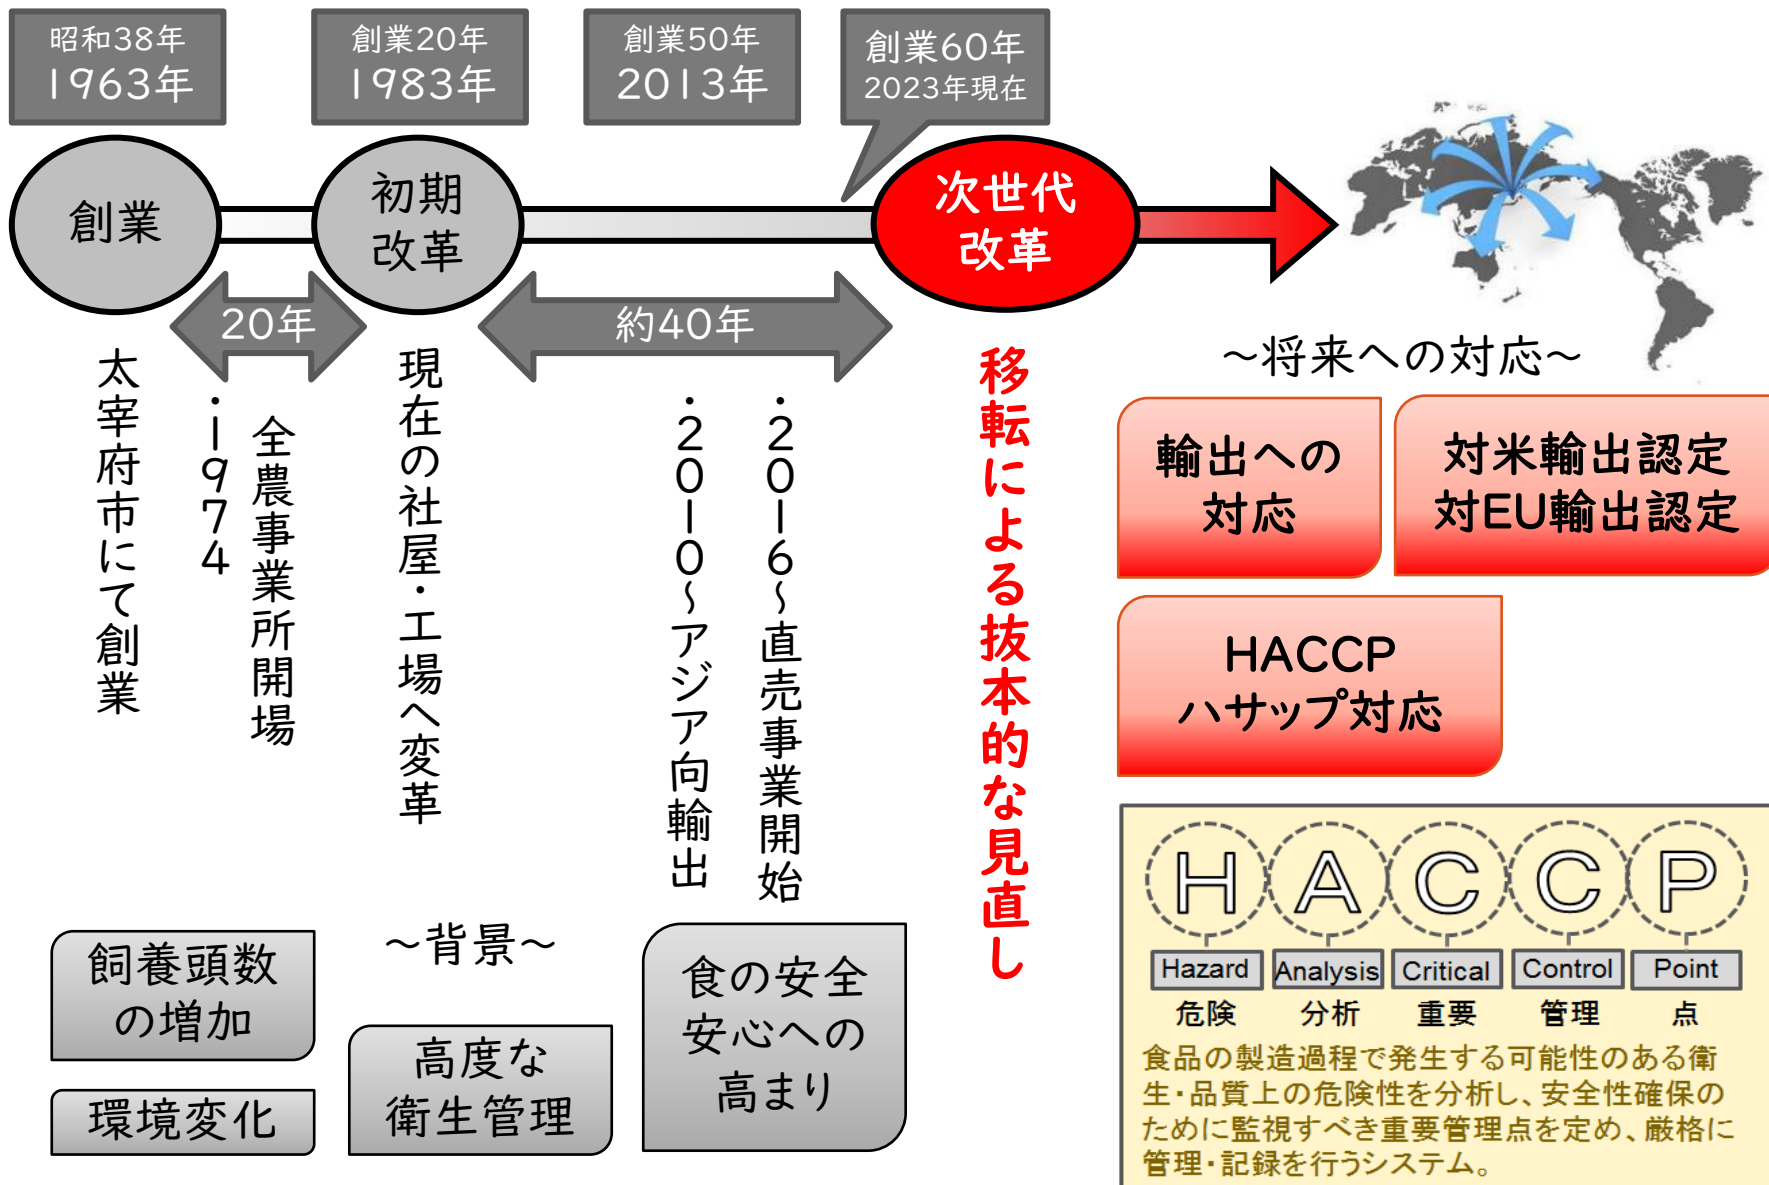 昭和38年
1963年
創業20年
1983年
創業50年
2013年
創業60年
2023年現在
創業
初期
改革
次世代
改革
20年
約40年
太宰府市にて創業
・1974
全農事業所開場
現在の社屋・工場へ変革
・2010~アジア向輸出
・2016~直売事業開始
移転による抜本的な見直し
~将来への対応~
輸出への
対応
対米輸出認定
対EU輸出認定
HACCP
ハサップ対応
~背景~
飼養頭数
の増加
環境変化
高度な
衛生管理
食の安全
安心への
高まり
H A C C P
Hazard Analysis Critical Control Point
危険 分析 重要 管理 点
食品の製造過程で発生する可能性のある衛
生・品質上の危険性を分析し、安全性確保の
ために監視すべき重要管理点を定め、厳格に
管理・記録を行うシステム。